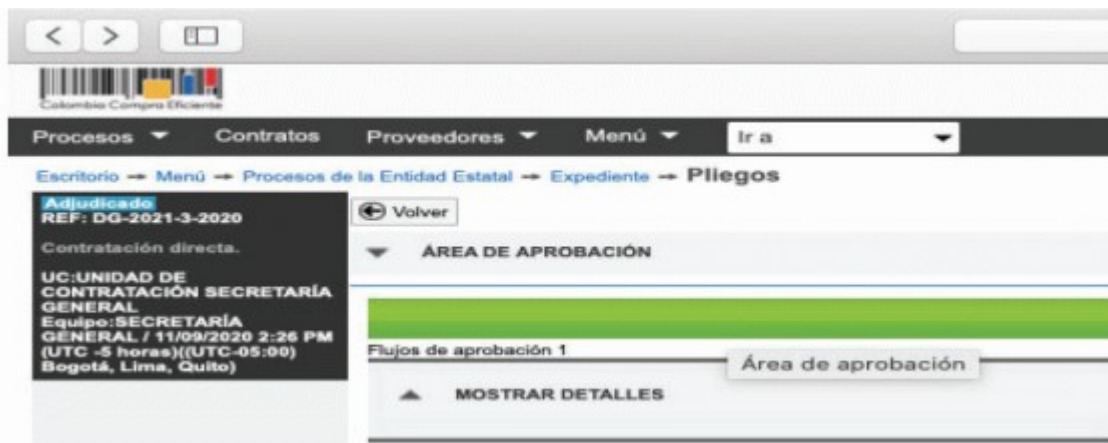 Colombia Compra Eficiente
Procesos Contratos Proveedores Menú Ir a
Escritorio → Menú → Procesos de la Entidad Estatal → Expediente → Pliegos
Adjudicado
REF: DG-2021-3-2020
Contratación directa.
UC:UNIDAD DE
CONTRATACIÓN SECRETARÍA
GENERAL
Equipo:SECRETARÍA
GENERAL / 11/09/2020 2:26 PM
(UTC -5 horas)((UTC-05:00)
Bogotá, Lima, Quito)
Volver
ÁREA DE APROBACIÓN
Flujos de aprobación 1
Área de aprobación
MOSTRAR DETALLES